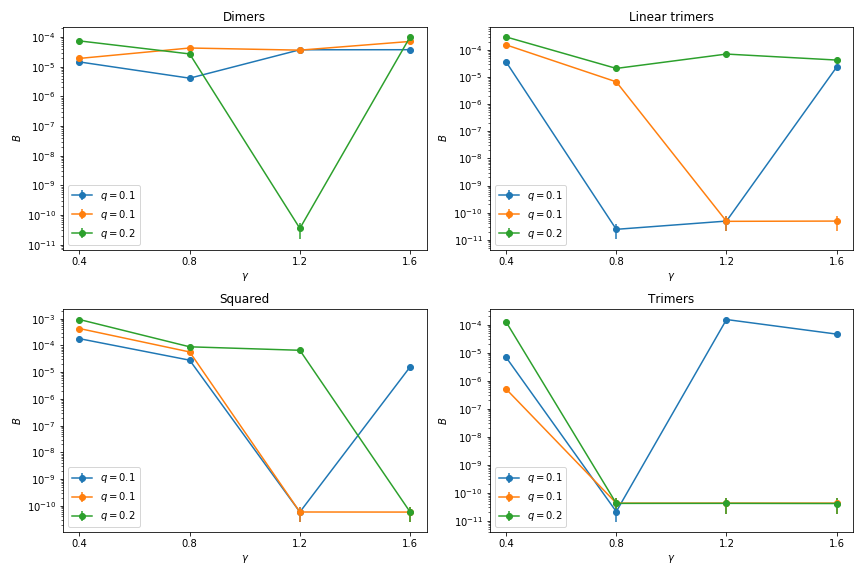 Dimers
10⁻⁴
10⁻⁵
10⁻⁶
10⁻⁷
10⁻⁸
10⁻⁹
10⁻¹⁰
10⁻¹¹
B
q = 0.1
q = 0.1
q = 0.2
0.4 0.8 1.2 1.6
γ
Linear trimers
10⁻⁴
10⁻⁵
10⁻⁶
10⁻⁷
10⁻⁸
10⁻⁹
10⁻¹⁰
10⁻¹¹
B
q = 0.1
q = 0.1
q = 0.2
0.4 0.8 1.2 1.6
γ
Squared
10⁻³
10⁻⁴
10⁻⁵
10⁻⁶
10⁻⁷
10⁻⁸
10⁻⁹
10⁻¹⁰
B
q = 0.1
q = 0.1
q = 0.2
0.4 0.8 1.2 1.6
γ
Trimers
10⁻⁴
10⁻⁵
10⁻⁶
10⁻⁷
10⁻⁸
10⁻⁹
10⁻¹⁰
10⁻¹¹
B
q = 0.1
q = 0.1
q = 0.2
0.4 0.8 1.2 1.6
γ